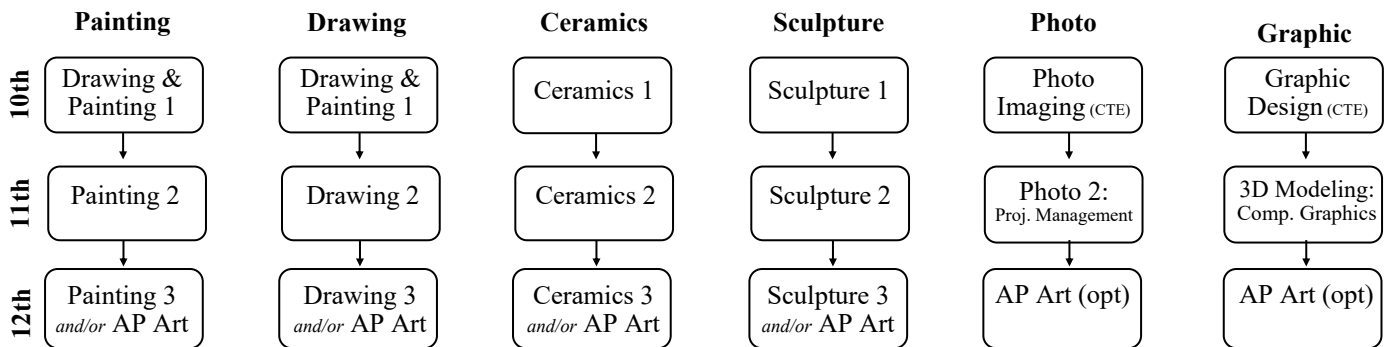 Painting
Drawing
Ceramics
Sculpture
Photo
Graphic
10th
Drawing &
Painting 1
Drawing &
Painting 1
Ceramics 1
Sculpture 1
Photo
Imaging (CTE)
Graphic
Design (CTE)
11th
Painting 2
Drawing 2
Ceramics 2
Sculpture 2
Photo 2:
Proj. Management
3D Modeling:
Comp. Graphics
12th
Painting 3
and/or AP Art
Drawing 3
and/or AP Art
Ceramics 3
and/or AP Art
Sculpture 3
and/or AP Art
AP Art (opt)
AP Art (opt)